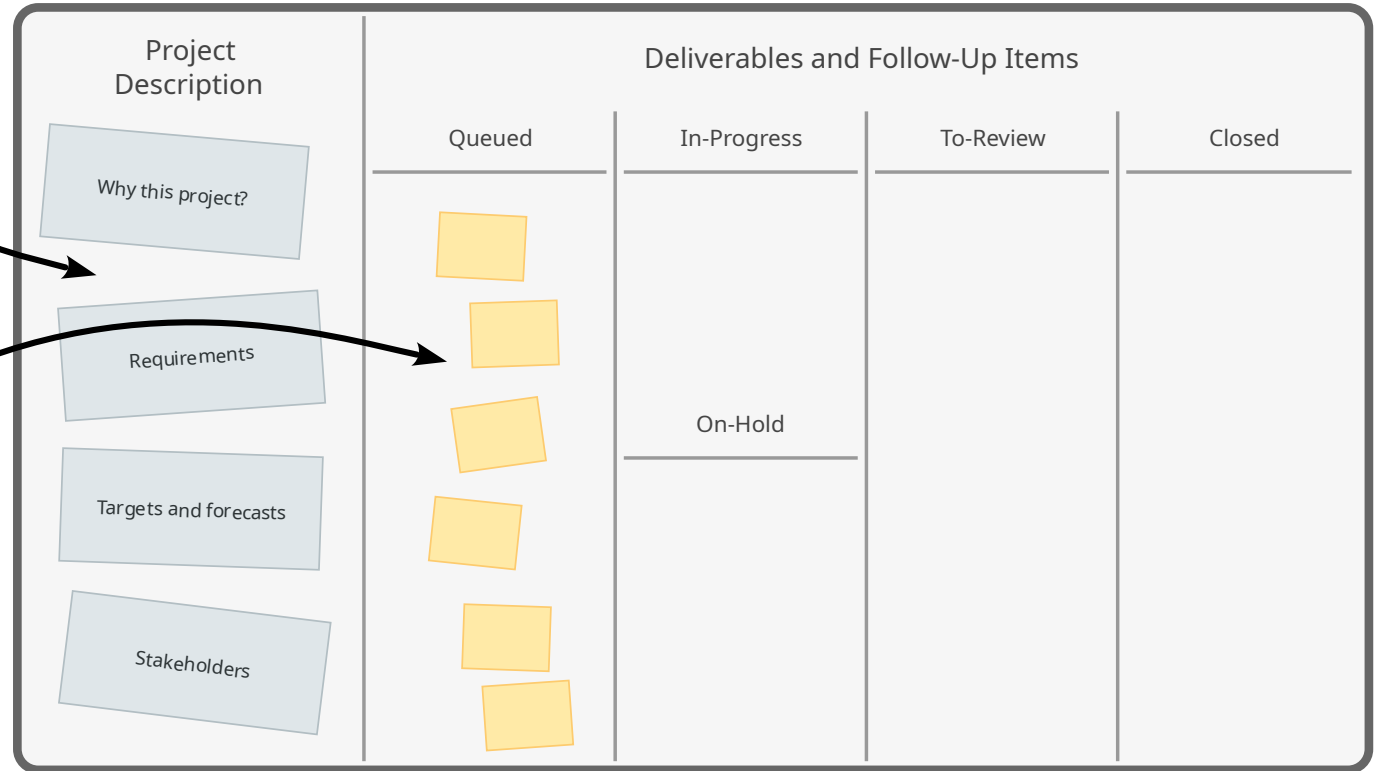 Project
Description
Why this project?
Requirements
Targets and forecasts
Stakeholders
Deliverables and Follow-Up Items
Queued
In-Progress
On-Hold
To-Review
Closed